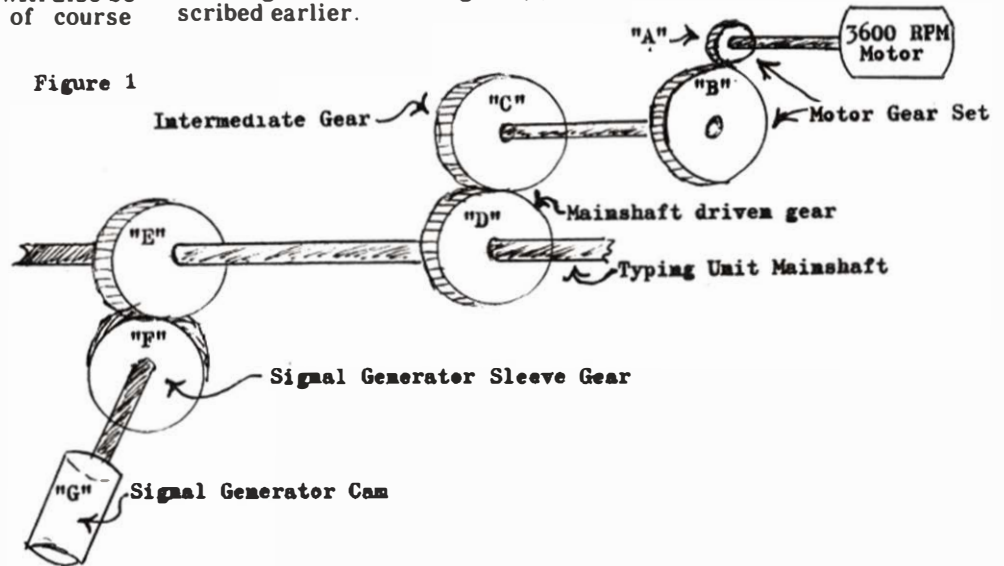 of course
scribed earlier.
Figure 1
"A"
3600 RPM
Motor
"B"
Motor Gear Set
"C"
Intermediate Gear
"D"
Mainshaft driven gear
Typing Unit Mainshaft
"E"
"F"
Signal Generator Sleeve Gear
"G"
Signal Generator Cam